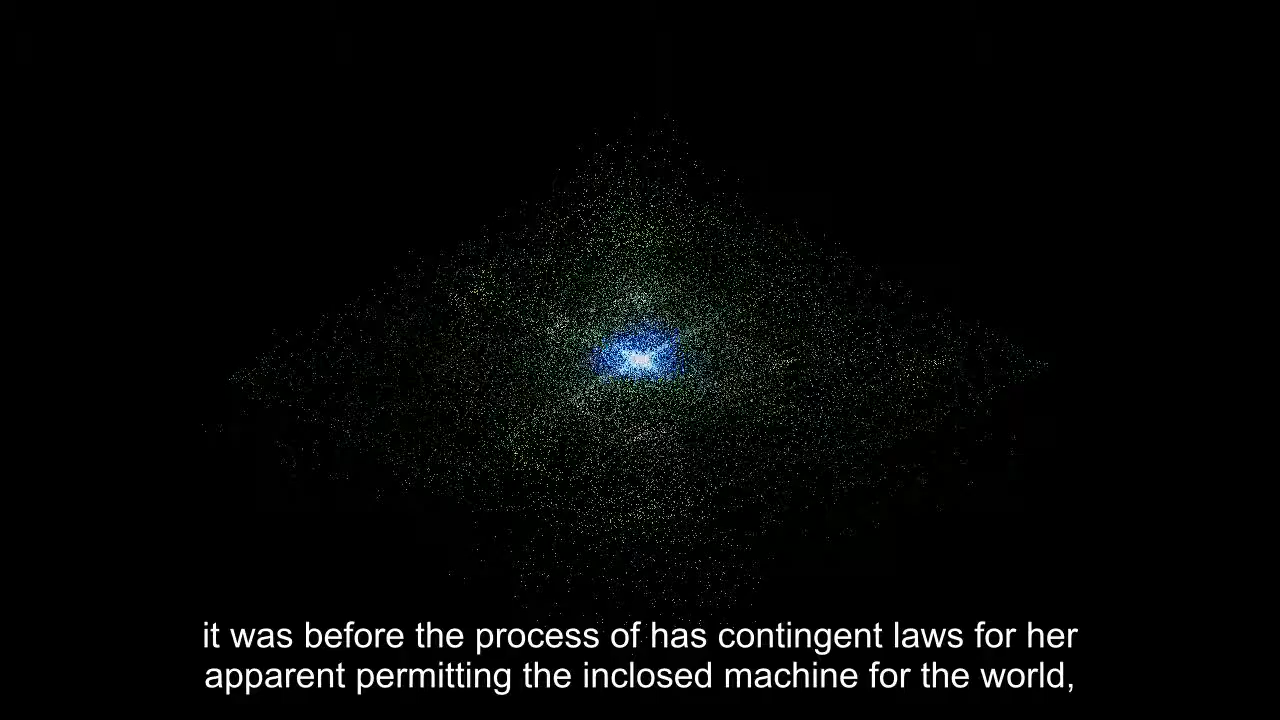 it was before the process of has contingent laws for her
apparent permitting the inclosed machine for the world,